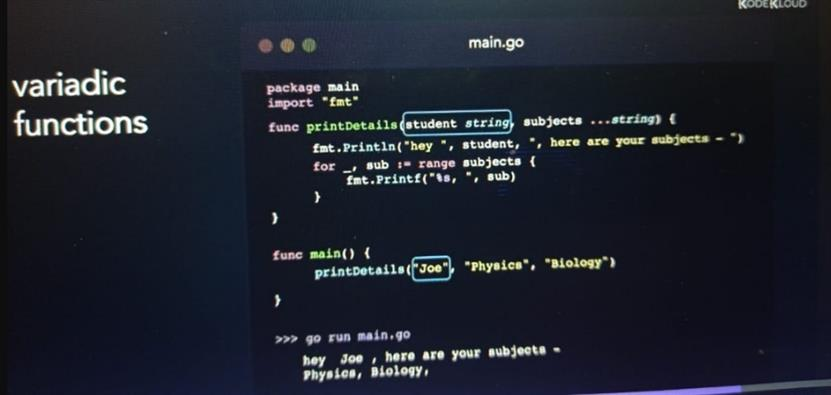 KODEKLOUD
main.go
variadic
functions
package main
import "fmt"
func printDetails(student string, subjects ...string) {
fmt.Println("hey ", student, ", here are your subjects - ")
for _, sub := range subjects {
fmt.Printf("%s, ", sub)
}
}
func main() {
printDetails("Joe", "Physics", "Biology")
}
>>> go run main.go
hey  Joe , here are your subjects -
Physics, Biology,